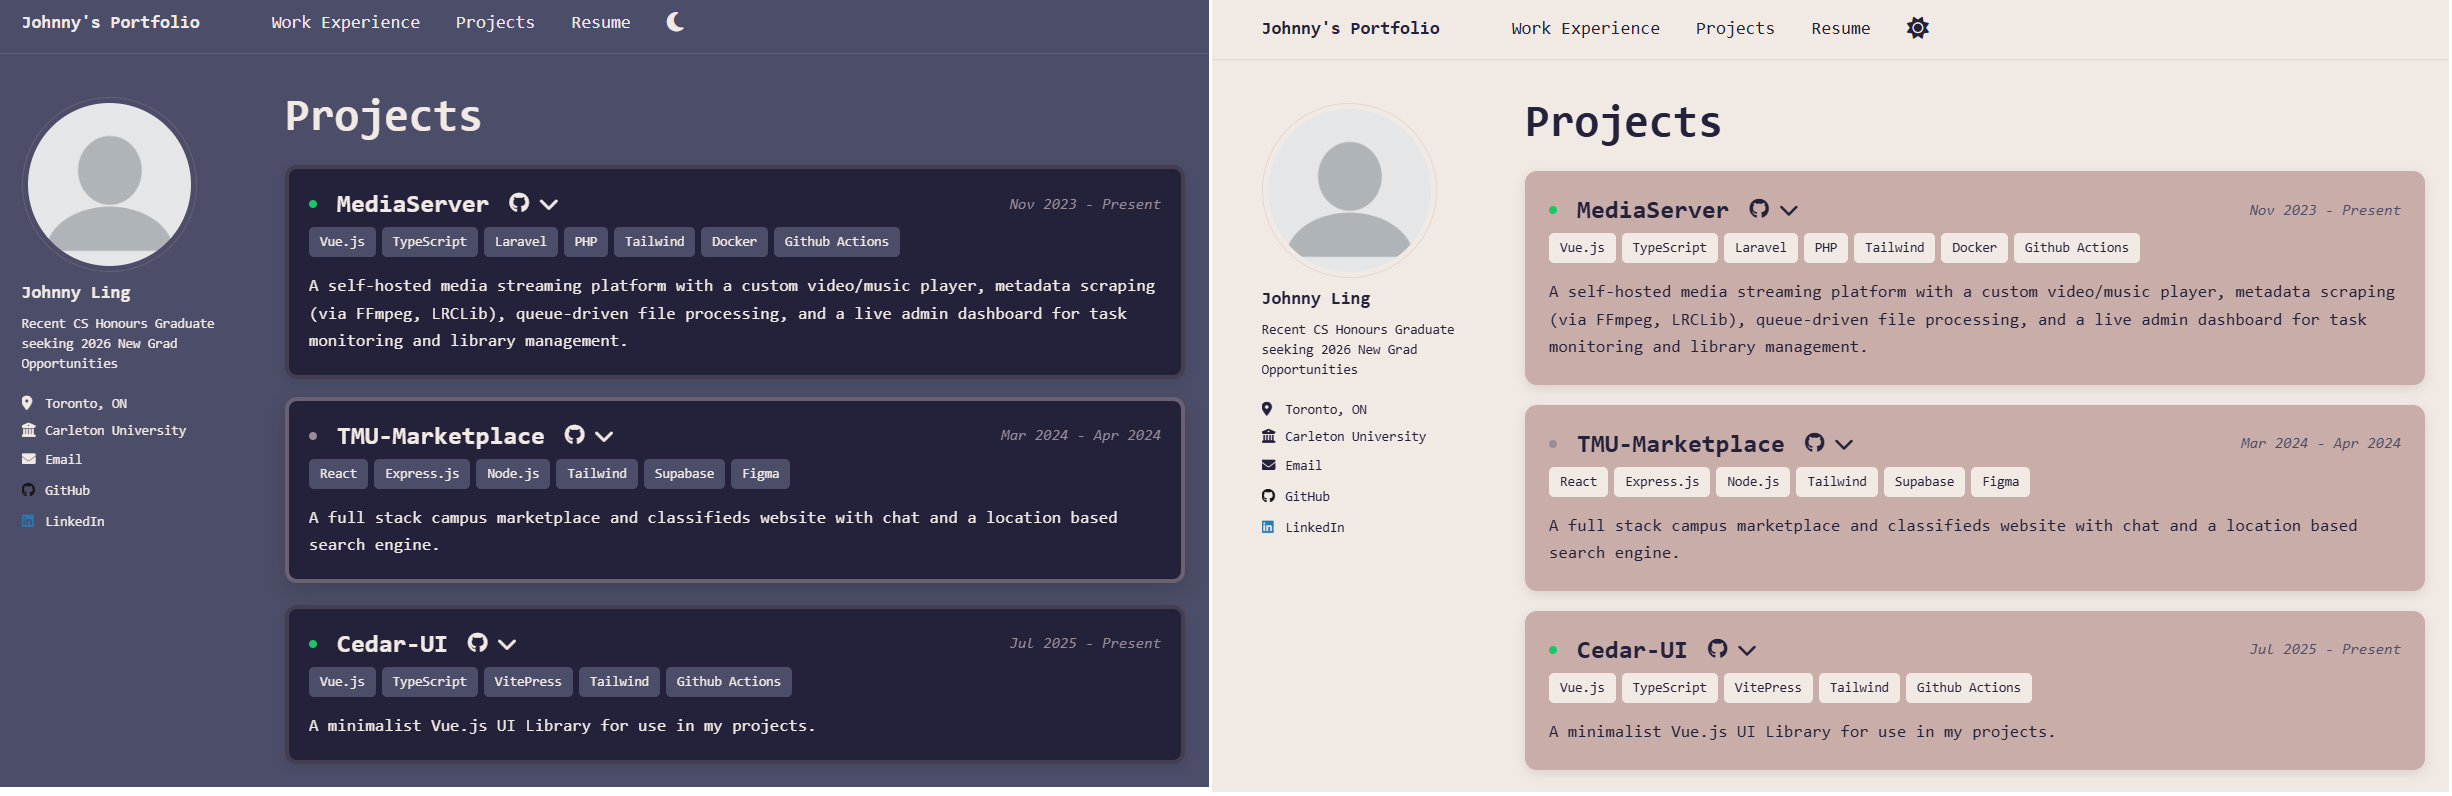 Johnny's Portfolio
Work Experience
Projects
Resume
Johnny Ling
Recent CS Honours Graduate
seeking 2026 New Grad
Opportunities
Toronto, ON
Carleton University
Email
GitHub
LinkedIn
Projects
MediaServer
Nov 2023 - Present
Vue.js TypeScript Laravel PHP Tailwind Docker Github Actions
A self-hosted media streaming platform with a custom video/music player, metadata scraping
(via FFmpeg, LRCLib), queue-driven file processing, and a live admin dashboard for task
monitoring and library management.
TMU-Marketplace
Mar 2024 - Apr 2024
React Express.js Node.js Tailwind Supabase Figma
A full stack campus marketplace and classifieds website with chat and a location based
search engine.
Cedar-UI
Jul 2025 - Present
Vue.js TypeScript VitePress Tailwind Github Actions
A minimalist Vue.js UI Library for use in my projects.
Johnny's Portfolio
Work Experience
Projects
Resume
Johnny Ling
Recent CS Honours Graduate
seeking 2026 New Grad
Opportunities
Toronto, ON
Carleton University
Email
GitHub
LinkedIn
Projects
MediaServer
Nov 2023 - Present
Vue.js TypeScript Laravel PHP Tailwind Docker Github Actions
A self-hosted media streaming platform with a custom video/music player, metadata scraping
(via FFmpeg, LRCLib), queue-driven file processing, and a live admin dashboard for task
monitoring and library management.
TMU-Marketplace
Mar 2024 - Apr 2024
React Express.js Node.js Tailwind Supabase Figma
A full stack campus marketplace and classifieds website with chat and a location based
search engine.
Cedar-UI
Jul 2025 - Present
Vue.js TypeScript VitePress Tailwind Github Actions
A minimalist Vue.js UI Library for use in my projects.